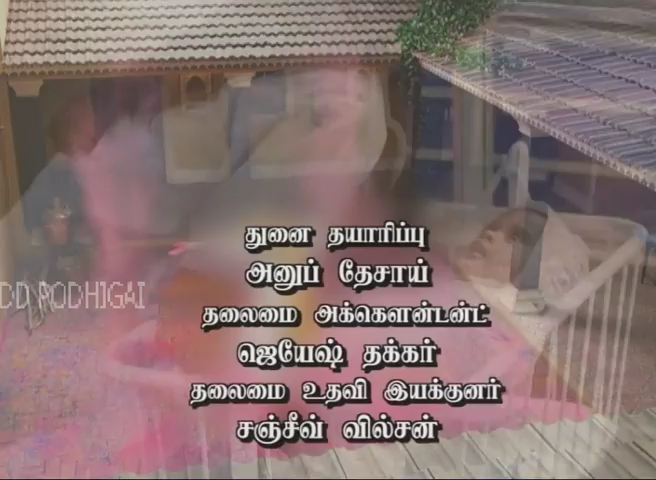 துனை தயாரிப்பு
அனுப் தேசாய்
DD PODHIGAI
தலைமை அக்கௌன்டன்ட்
ஜெயேஷ் தக்கர்
தலைமை உதவி இயக்குனர்
சஞ்சீவ் வில்சன்